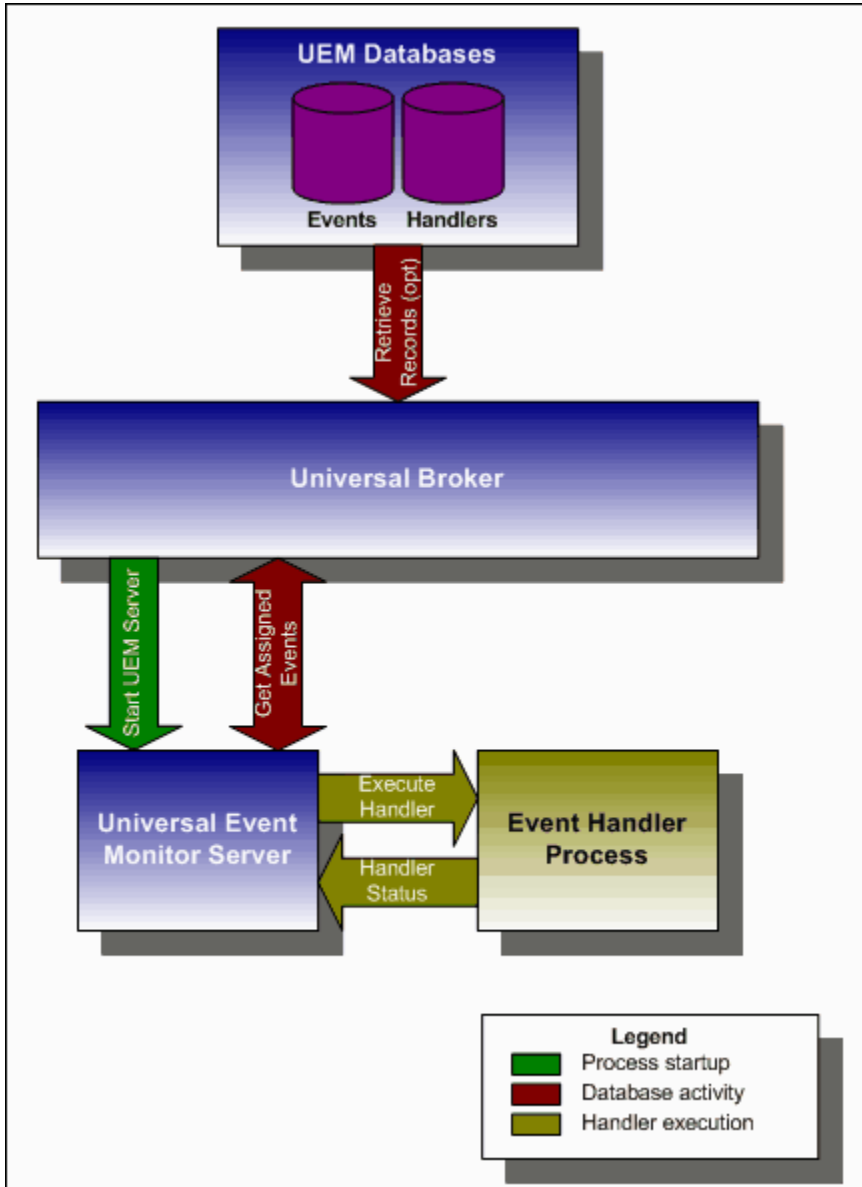 UEM Databases
Events
Handlers
Retrieve
Records (opt)
Universal Broker
Start UEM Server
Get Assigned
Events
Universal Event
Monitor Server
Execute
Handler
Handler
Status
Event Handler
Process
Legend
Process startup
Database activity
Handler execution